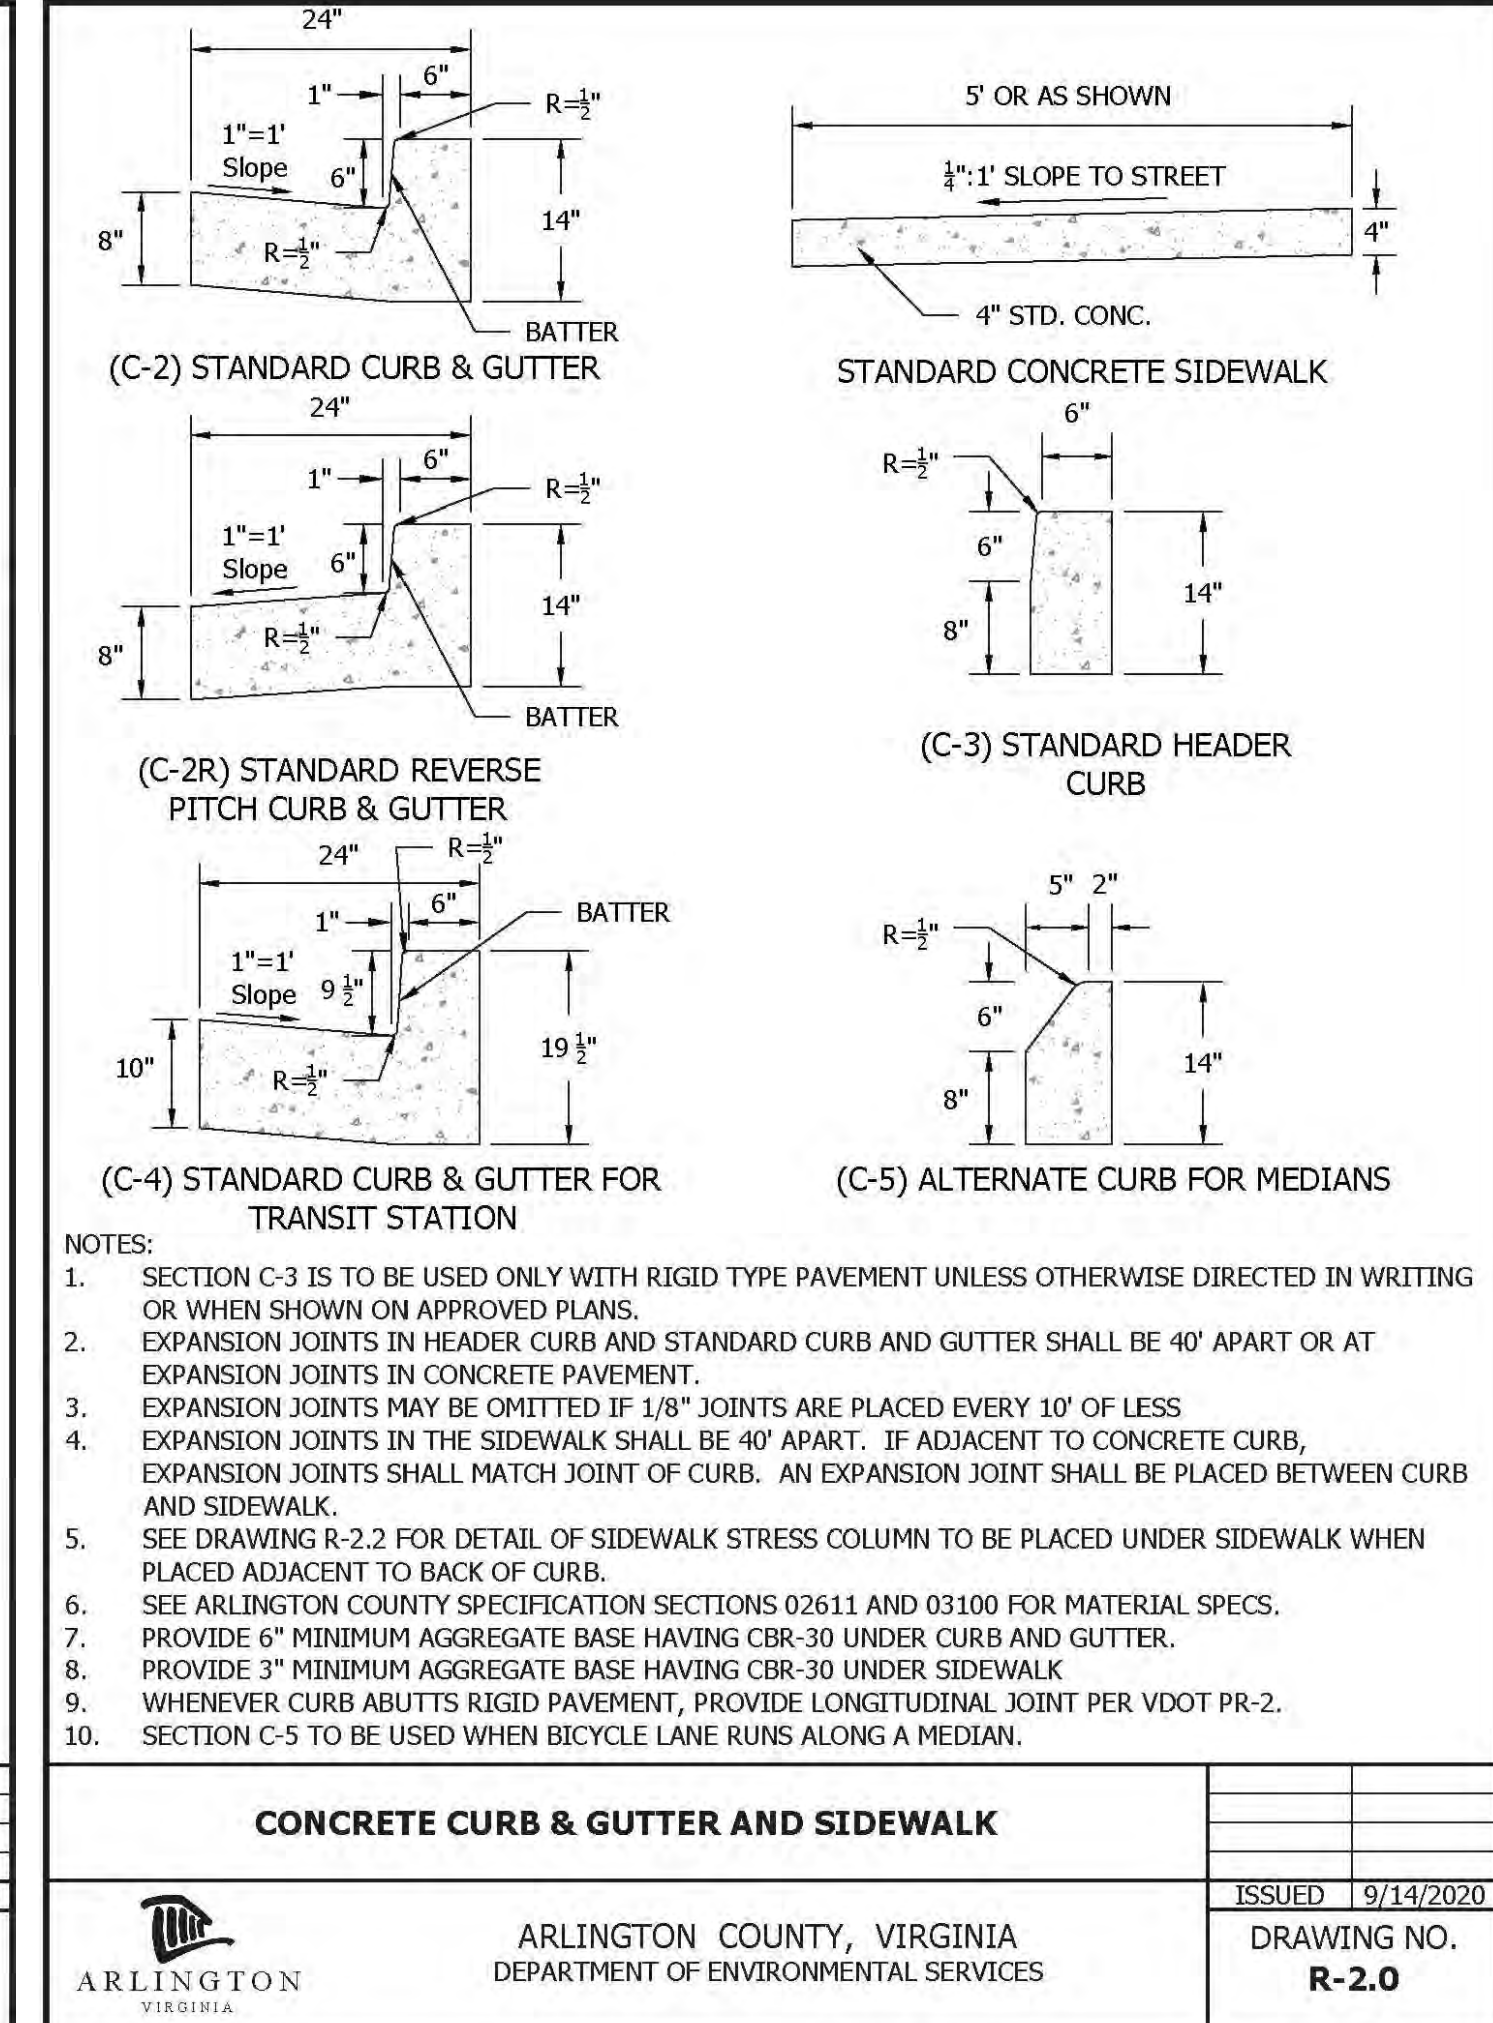 24"
1"
6"
R=½"
1"=1'
Slope
6"
8"
14"
R=½"
BATTER
(C-2) STANDARD CURB & GUTTER
5' OR AS SHOWN
¼":1' SLOPE TO STREET
4"
4" STD. CONC.
STANDARD CONCRETE SIDEWALK
24"
1"
6"
R=½"
1"=1'
Slope
6"
8"
14"
R=½"
BATTER
(C-2R) STANDARD REVERSE
PITCH CURB & GUTTER
6"
R=½"
6"
8"
14"
(C-3) STANDARD HEADER
CURB
24"
R=½"
1"
6"
BATTER
1"=1'
Slope
9 ½"
10"
19 ½"
R=½"
(C-4) STANDARD CURB & GUTTER FOR
TRANSIT STATION
5"
2"
R=½"
6"
8"
14"
(C-5) ALTERNATE CURB FOR MEDIANS
NOTES:
1. SECTION C-3 IS TO BE USED ONLY WITH RIGID TYPE PAVEMENT UNLESS OTHERWISE DIRECTED IN WRITING
OR WHEN SHOWN ON APPROVED PLANS.
2. EXPANSION JOINTS IN HEADER CURB AND STANDARD CURB AND GUTTER SHALL BE 40' APART OR AT
EXPANSION JOINTS IN CONCRETE PAVEMENT.
3. EXPANSION JOINTS MAY BE OMITTED IF 1/8" JOINTS ARE PLACED EVERY 10' OF LESS
4. EXPANSION JOINTS IN THE SIDEWALK SHALL BE 40' APART. IF ADJACENT TO CONCRETE CURB,
EXPANSION JOINTS SHALL MATCH JOINT OF CURB. AN EXPANSION JOINT SHALL BE PLACED BETWEEN CURB
AND SIDEWALK.
5. SEE DRAWING R-2.2 FOR DETAIL OF SIDEWALK STRESS COLUMN TO BE PLACED UNDER SIDEWALK WHEN
PLACED ADJACENT TO BACK OF CURB.
6. SEE ARLINGTON COUNTY SPECIFICATION SECTIONS 02611 AND 03100 FOR MATERIAL SPECS.
7. PROVIDE 6" MINIMUM AGGREGATE BASE HAVING CBR-30 UNDER CURB AND GUTTER.
8. PROVIDE 3" MINIMUM AGGREGATE BASE HAVING CBR-30 UNDER SIDEWALK
9. WHENEVER CURB ABUTTS RIGID PAVEMENT, PROVIDE LONGITUDINAL JOINT PER VDOT PR-2.
10. SECTION C-5 TO BE USED WHEN BICYCLE LANE RUNS ALONG A MEDIAN.
CONCRETE CURB & GUTTER AND SIDEWALK
ISSUED 9/14/2020
ARLINGTON COUNTY, VIRGINIA
DEPARTMENT OF ENVIRONMENTAL SERVICES
DRAWING NO.
R-2.0
ARLINGTON
VIRGINIA